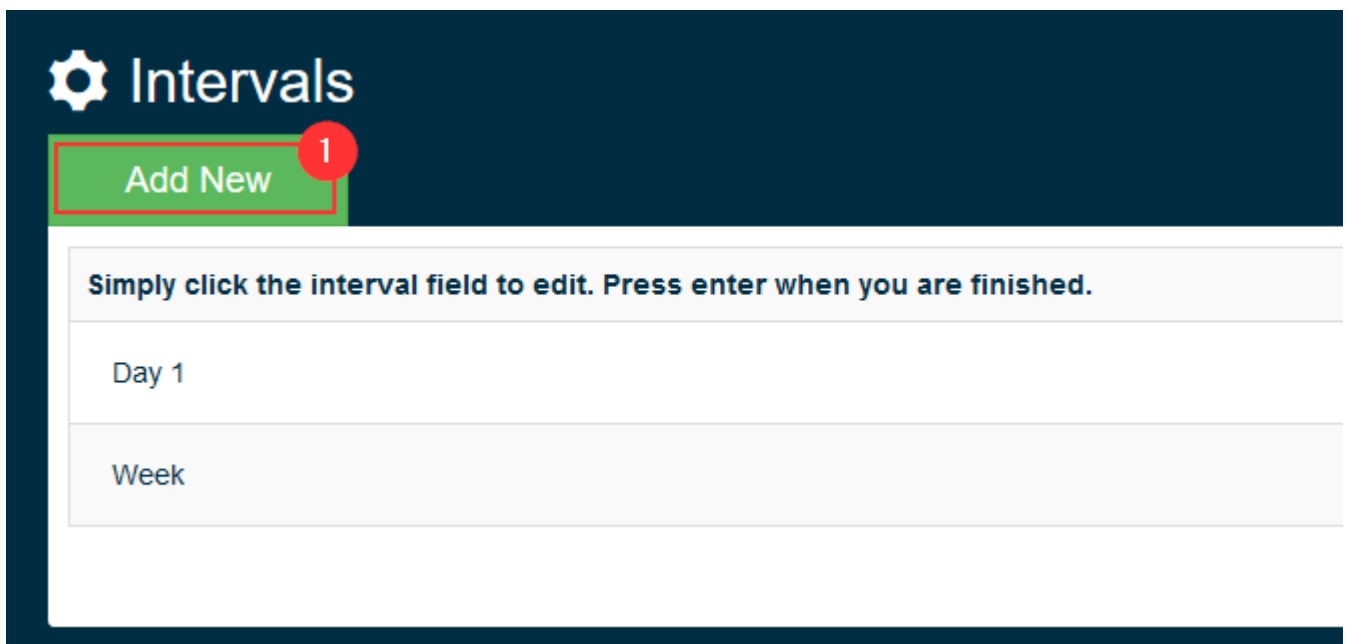 Intervals
1
Add New
Simply click the interval field to edit. Press enter when you are finished.
Day 1
Week